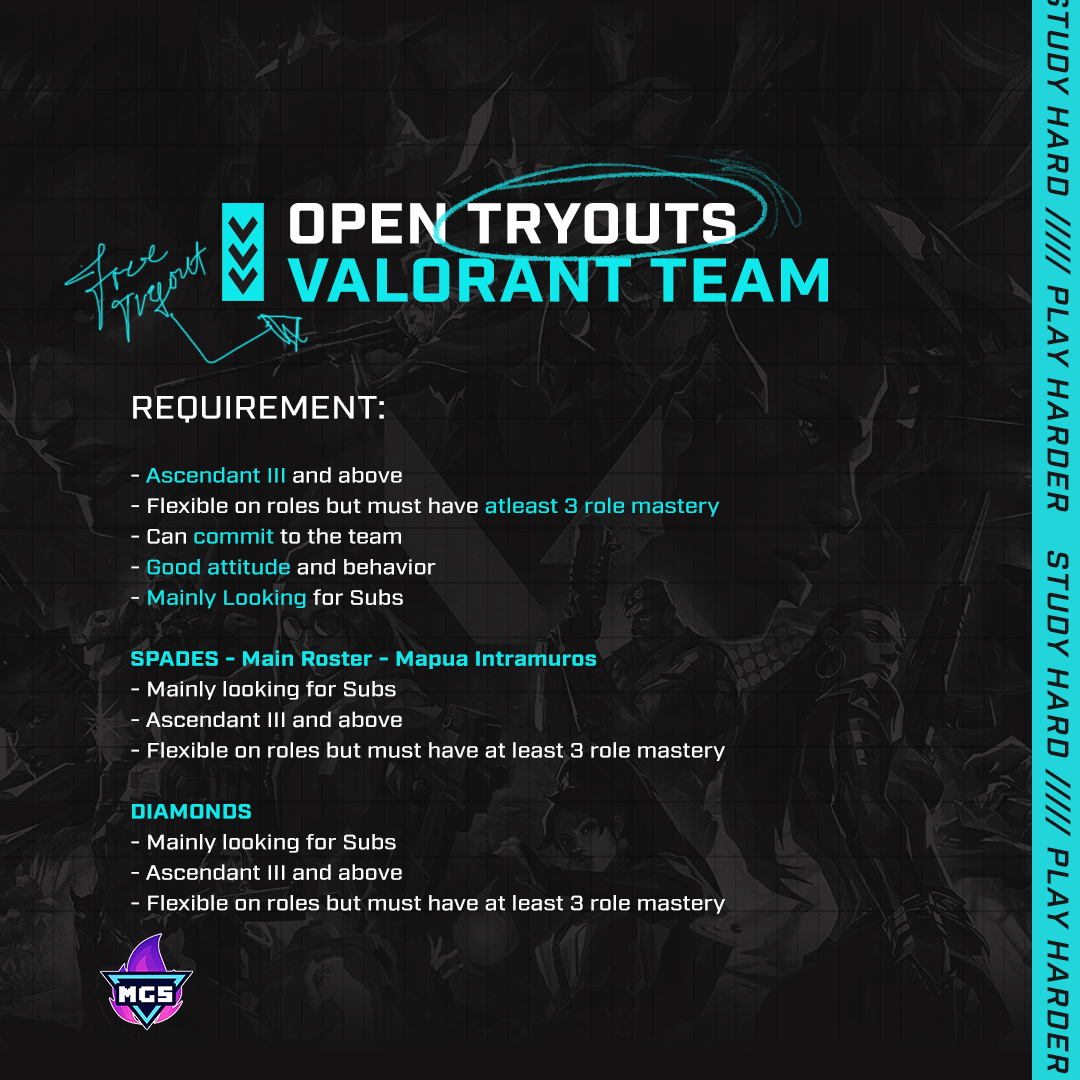 OPEN TRYOUTS
VALORANT TEAM
Free
Tryout
REQUIREMENT:
- Ascendant III and above
- Flexible on roles but must have atleast 3 role mastery
- Can commit to the team
- Good attitude and behavior
- Mainly Looking for Subs
SPADES - Main Roster - Mapua Intramuros
- Mainly looking for Subs
- Ascendant III and above
- Flexible on roles but must have at least 3 role mastery
DIAMONDS
- Mainly looking for Subs
- Ascendant III and above
- Flexible on roles but must have at least 3 role mastery
MGS
STUDY HARD ///// PLAY HARDER
STUDY HARD ///// PLAY HARDER